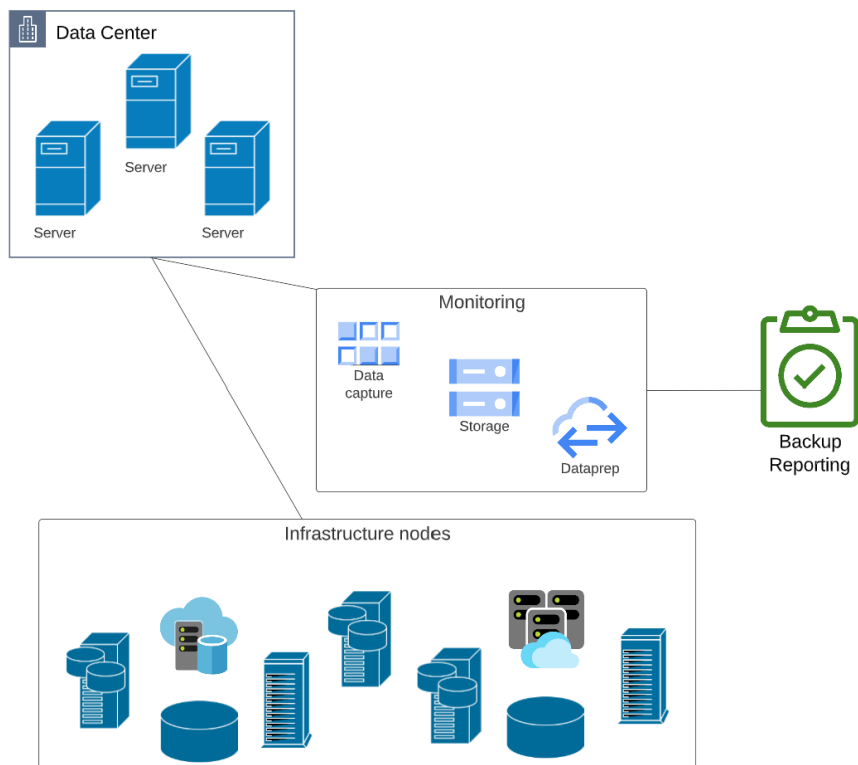 Data Center
Server
Server
Server
Monitoring
Data
capture
Storage
Dataprep
Backup
Reporting
Infrastructure nodes